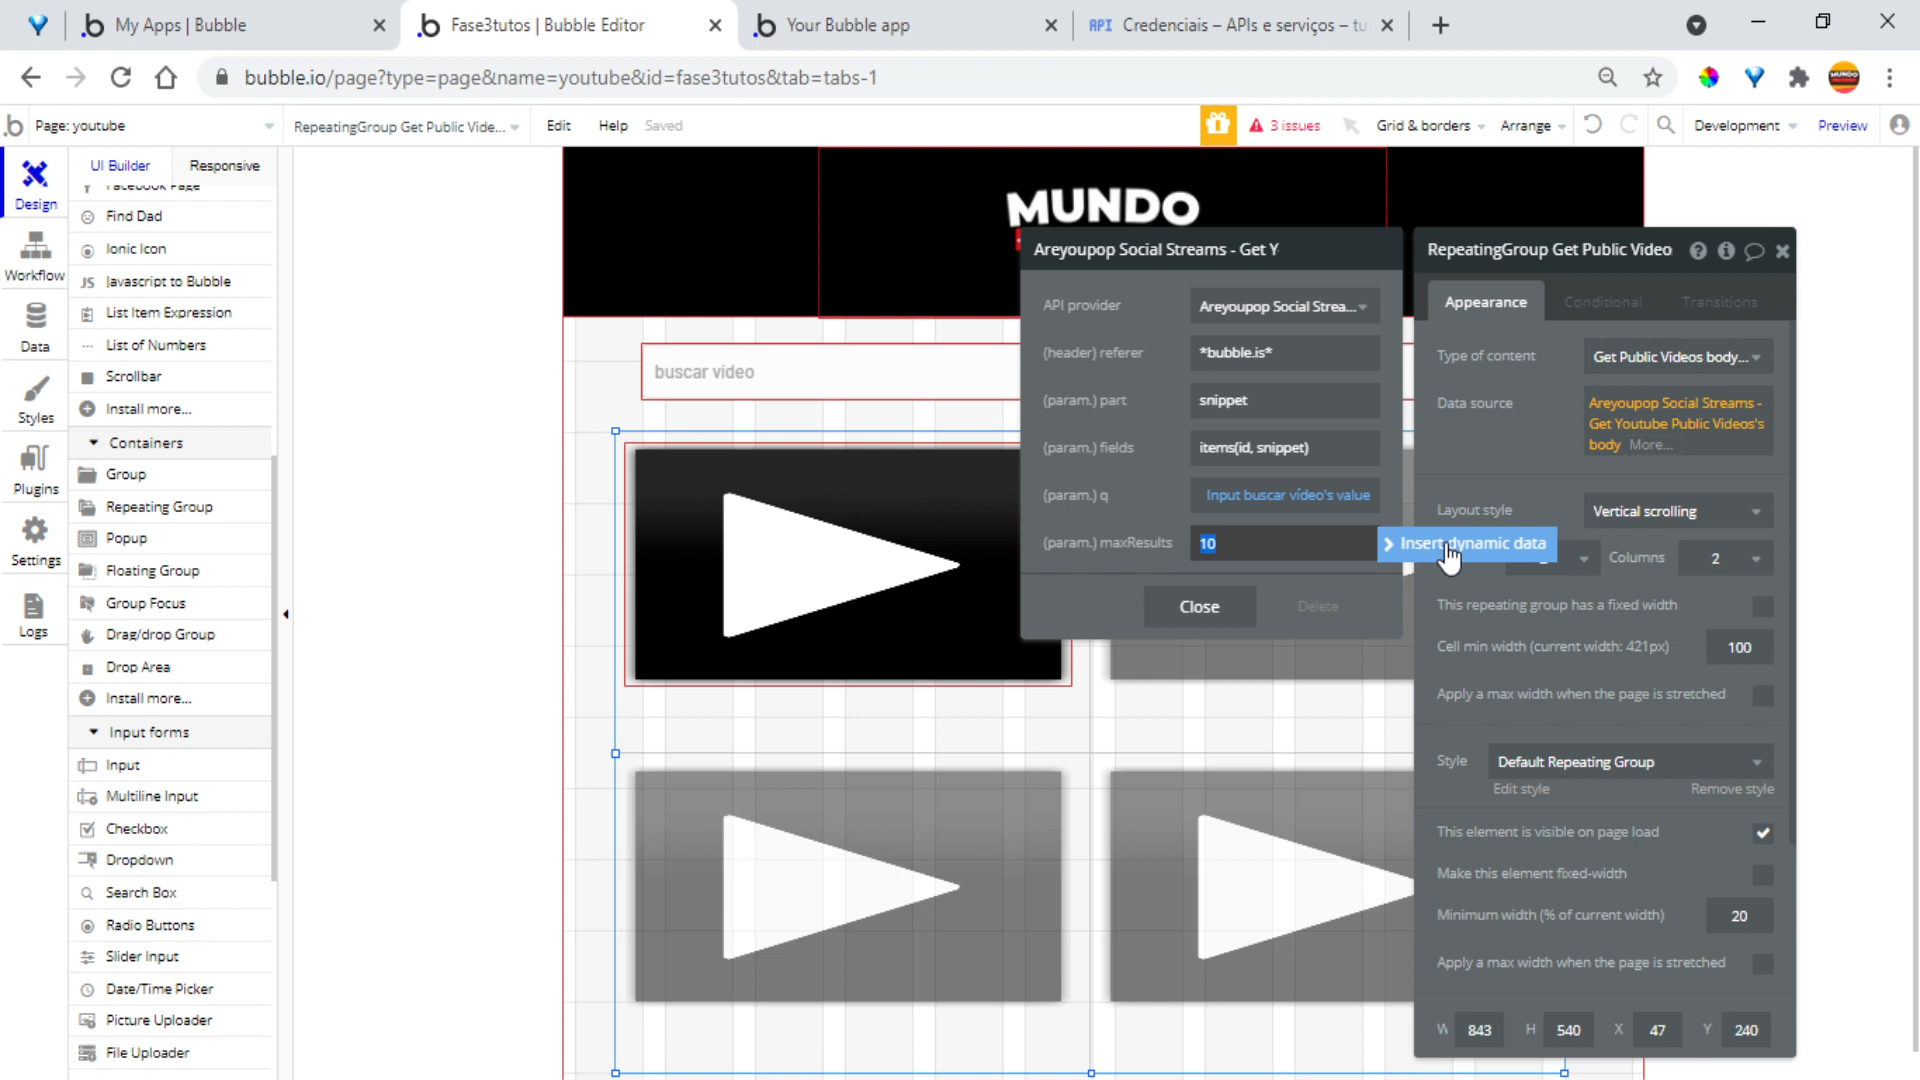 My Apps | Bubble
Fase3tutos | Bubble Editor
Your Bubble app
API Credenciais – APIs e serviços – tu
bubble.io/page?type=page&name=youtube&id=fase3tutos&tab=tabs-1
Page: youtube
RepeatingGroup Get Public Vide...
Edit
Help
Saved
3 issues
Grid & borders
Arrange
Development
Preview
Design
Workflow
Data
Styles
Plugins
Settings
Logs
UI Builder
Responsive
Facebook Page
Find Dad
Ionic Icon
JS Javascript to Bubble
List Item Expression
List of Numbers
Scrollbar
Install more...
Containers
Group
Repeating Group
Popup
Floating Group
Group Focus
Drag/drop Group
Drop Area
Install more...
Input forms
Input
Multiline Input
Checkbox
Dropdown
Search Box
Radio Buttons
Slider Input
Date/Time Picker
Picture Uploader
File Uploader
MUNDO
buscar vídeo
Areyoupop Social Streams - Get Y
API provider
Areyoupop Social Strea...
(header) referer
*bubble.is*
(param.) part
snippet
(param.) fields
items(id, snippet)
(param.) q
Input buscar vídeo's value
(param.) maxResults
10
Insert dynamic data
Close
Delete
RepeatingGroup Get Public Video
Appearance
Conditional
Transitions
Type of content
Get Public Videos body...
Data source
Areyoupop Social Streams -
Get Youtube Public Videos's
body More...
Layout style
Vertical scrolling
Columns
2
This repeating group has a fixed width
Cell min width (current width: 421px)
100
Apply a max width when the page is stretched
Style
Default Repeating Group
Edit style
Remove style
This element is visible on page load
Make this element fixed-width
Minimum width (% of current width)
20
Apply a max width when the page is stretched
W 843
H 540
X 47
Y 240